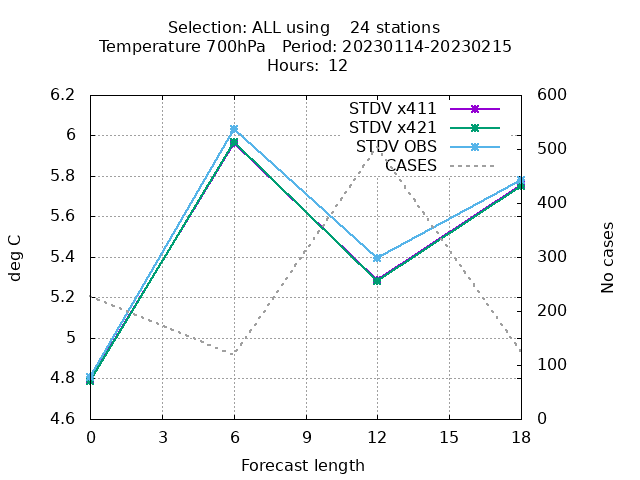 Selection: ALL using    24 stations
Temperature 700hPa   Period: 20230114-20230215
Hours: 12
STDV x411
STDV x421
STDV OBS
CASES
6.2
6
5.8
5.6
5.4
5.2
5
4.8
4.6
deg C
600
500
400
300
200
100
0
No cases
0 3 6 9 12 15 18
Forecast length